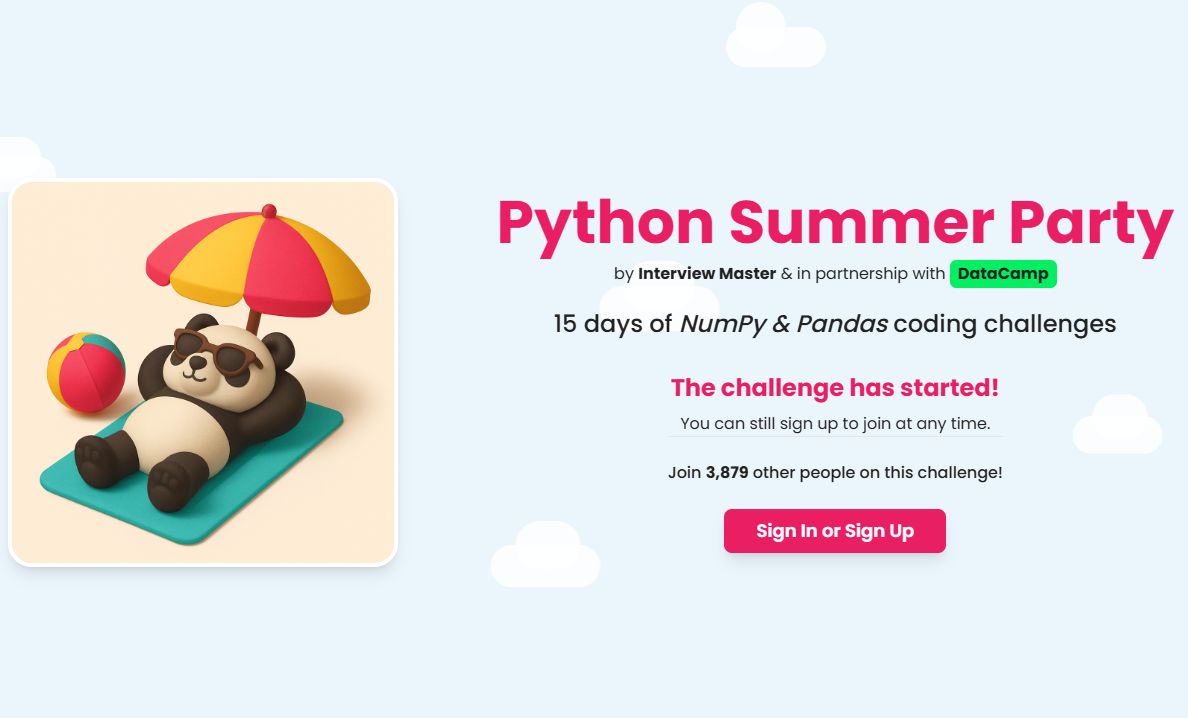 Python Summer Party
by Interview Master & in partnership with DataCamp
15 days of NumPy & Pandas coding challenges
The challenge has started!
You can still sign up to join at any time.
Join 3,879 other people on this challenge!
Sign In or Sign Up